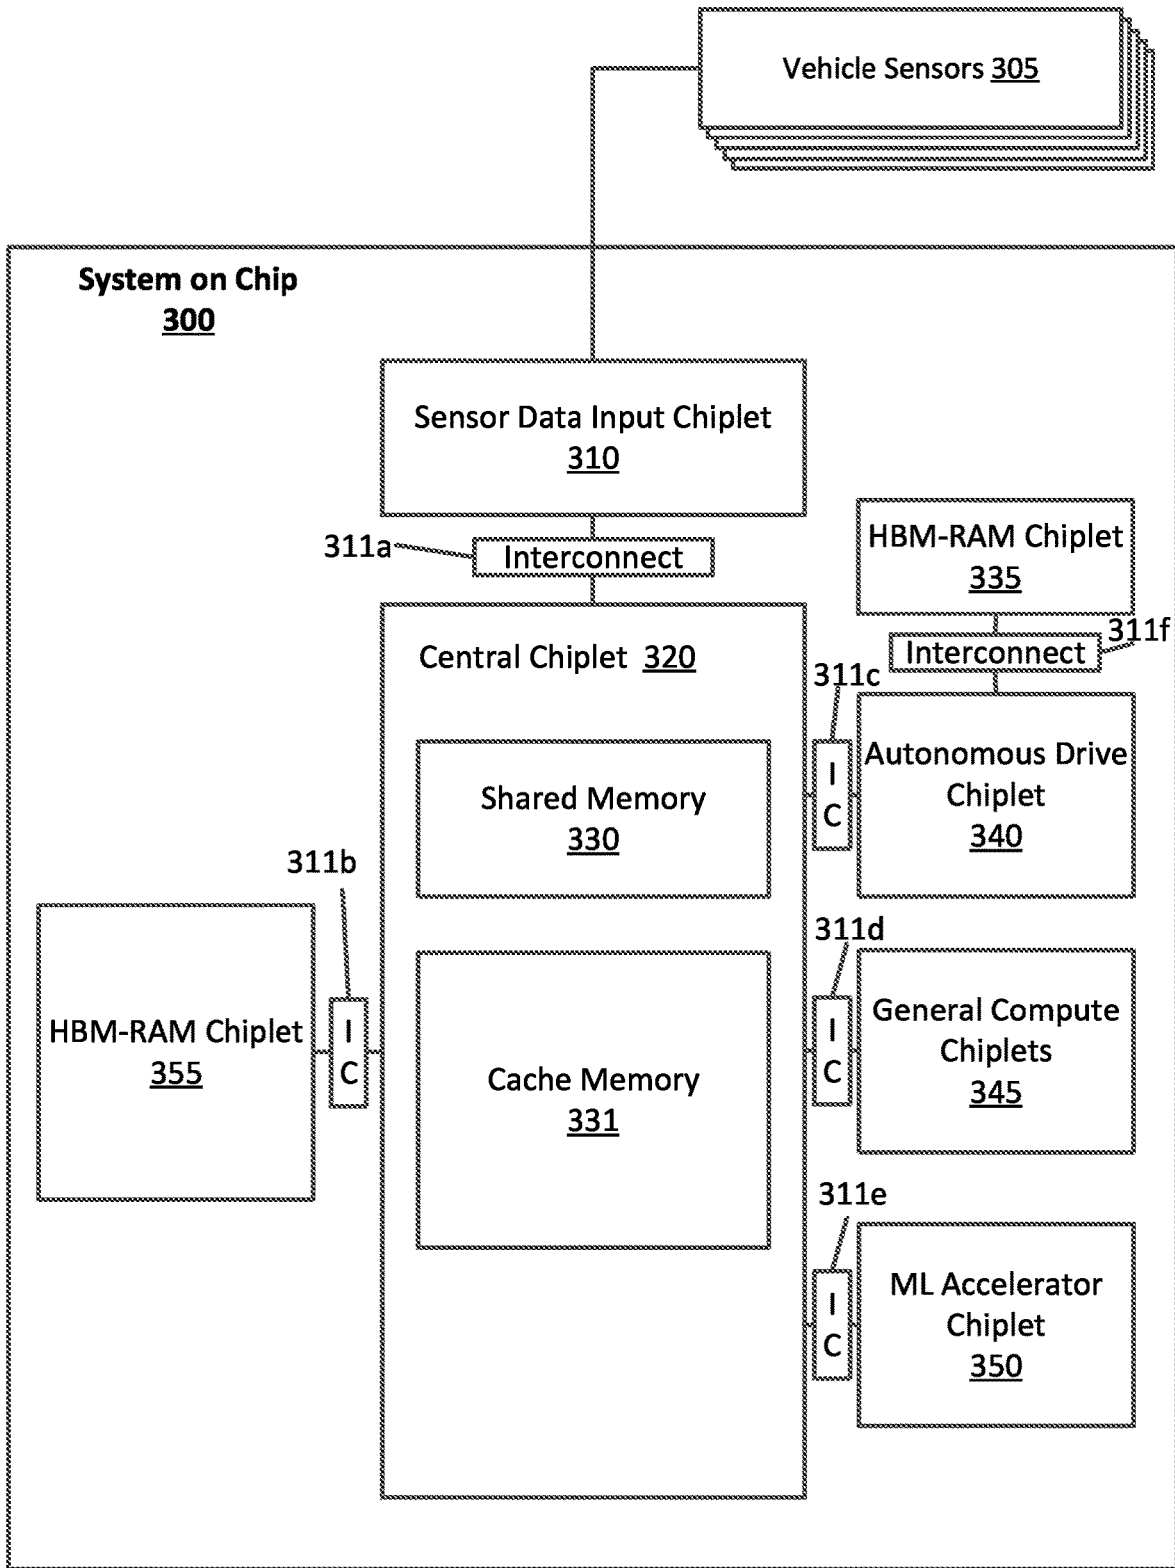 Vehicle Sensors 305
System on Chip
300
Sensor Data Input Chiplet
310
311a
Interconnect
HBM-RAM Chiplet
335
311f
Interconnect
Central Chiplet 320
311c
I
C
Autonomous Drive
Chiplet
340
Shared Memory
330
311b
HBM-RAM Chiplet
355
I
C
Cache Memory
331
311d
I
C
General Compute
Chiplets
345
311e
I
C
ML Accelerator
Chiplet
350